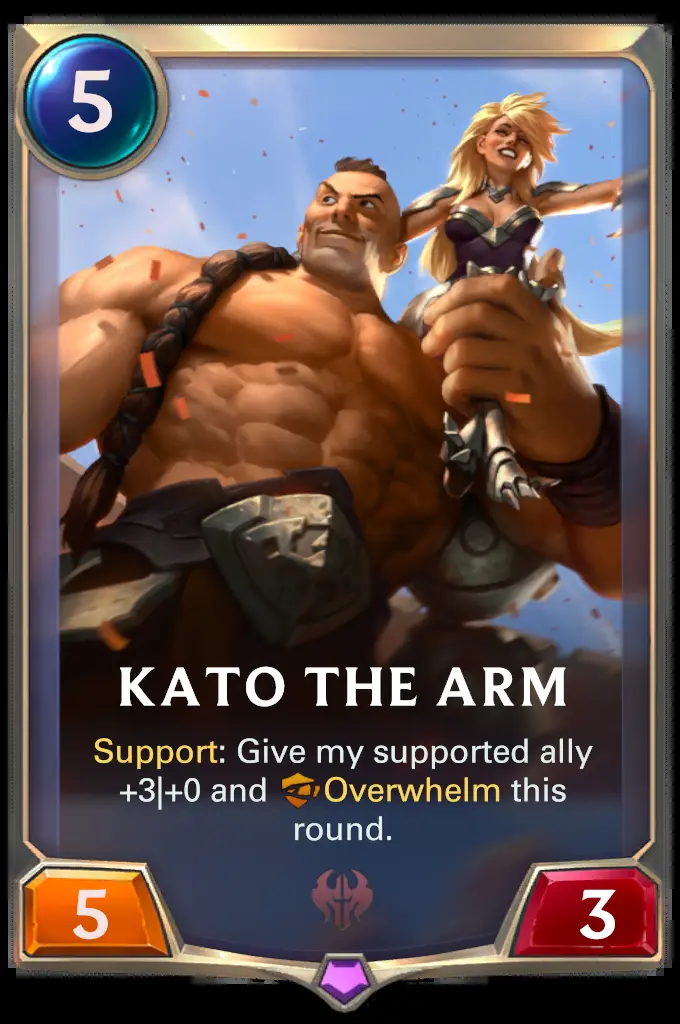 5
KATO THE ARM
Support: Give my supported ally
+3|+0 and Overwhelm this
round.
5
3